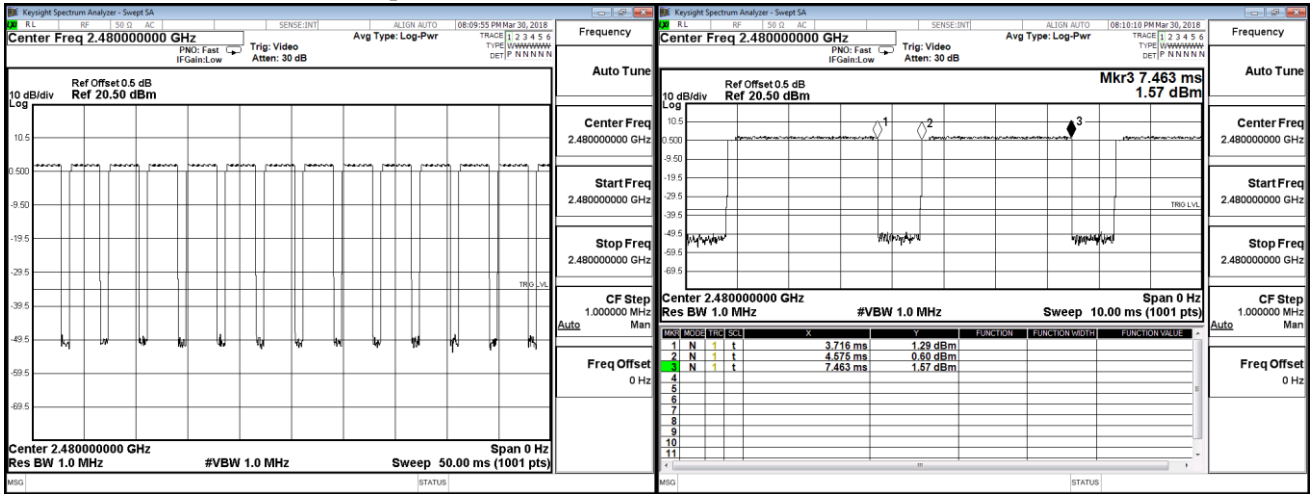 Keysight Spectrum Analyzer - Swept SA
RL RF 50 Ω AC SENSE:INT ALIGN AUTO 08:09:55 PM Mar 30, 2018
Center Freq 2.480000000 GHz
PNO: Fast
IFGain:Low
Trig: Video
Atten: 30 dB
Avg Type: Log-Pwr
TRACE 1 2 3 4 5 6
TYPE WWWWWW
DET P NNNNN
Ref Offset 0.5 dB
10 dB/div Ref 20.50 dBm
Log
10.5
0.500
-9.50
-19.5
-29.5
TRIG LVL
-39.5
-49.5
-59.5
-69.5
Center 2.480000000 GHz Span 0 Hz
Res BW 1.0 MHz #VBW 1.0 MHz Sweep 50.00 ms (1001 pts)
MSG STATUS
Frequency
Auto Tune
Center Freq
2.480000000 GHz
Start Freq
2.480000000 GHz
Stop Freq
2.480000000 GHz
CF Step
1.000000 MHz
Auto Man
Freq Offset
0 Hz
Keysight Spectrum Analyzer - Swept SA
RL RF 50 Ω AC SENSE:INT ALIGN AUTO 08:10:10 PM Mar 30, 2018
Center Freq 2.480000000 GHz
PNO: Fast
IFGain:Low
Trig: Video
Atten: 30 dB
Avg Type: Log-Pwr
TRACE 1 2 3 4 5 6
TYPE WWWWWW
DET P NNNNN
Mkr3 7.463 ms
1.57 dBm
Ref Offset 0.5 dB
10 dB/div Ref 20.50 dBm
Log
1 2 3
10.5
0.500
-9.50
-19.5
-29.5
TRIG LVL
-39.5
-49.5
-59.5
-69.5
Center 2.480000000 GHz Span 0 Hz
Res BW 1.0 MHz #VBW 1.0 MHz Sweep 10.00 ms (1001 pts)
MKR MODE TRC SCL X Y FUNCTION FUNCTION WIDTH FUNCTION VALUE
1 N 1 t 3.716 ms 1.29 dBm
2 N 1 t 4.575 ms 0.60 dBm
3 N 1 t 7.463 ms 1.57 dBm
4
5
6
7
8
9
10
11
MSG STATUS
Frequency
Auto Tune
Center Freq
2.480000000 GHz
Start Freq
2.480000000 GHz
Stop Freq
2.480000000 GHz
CF Step
1.000000 MHz
Auto Man
Freq Offset
0 Hz